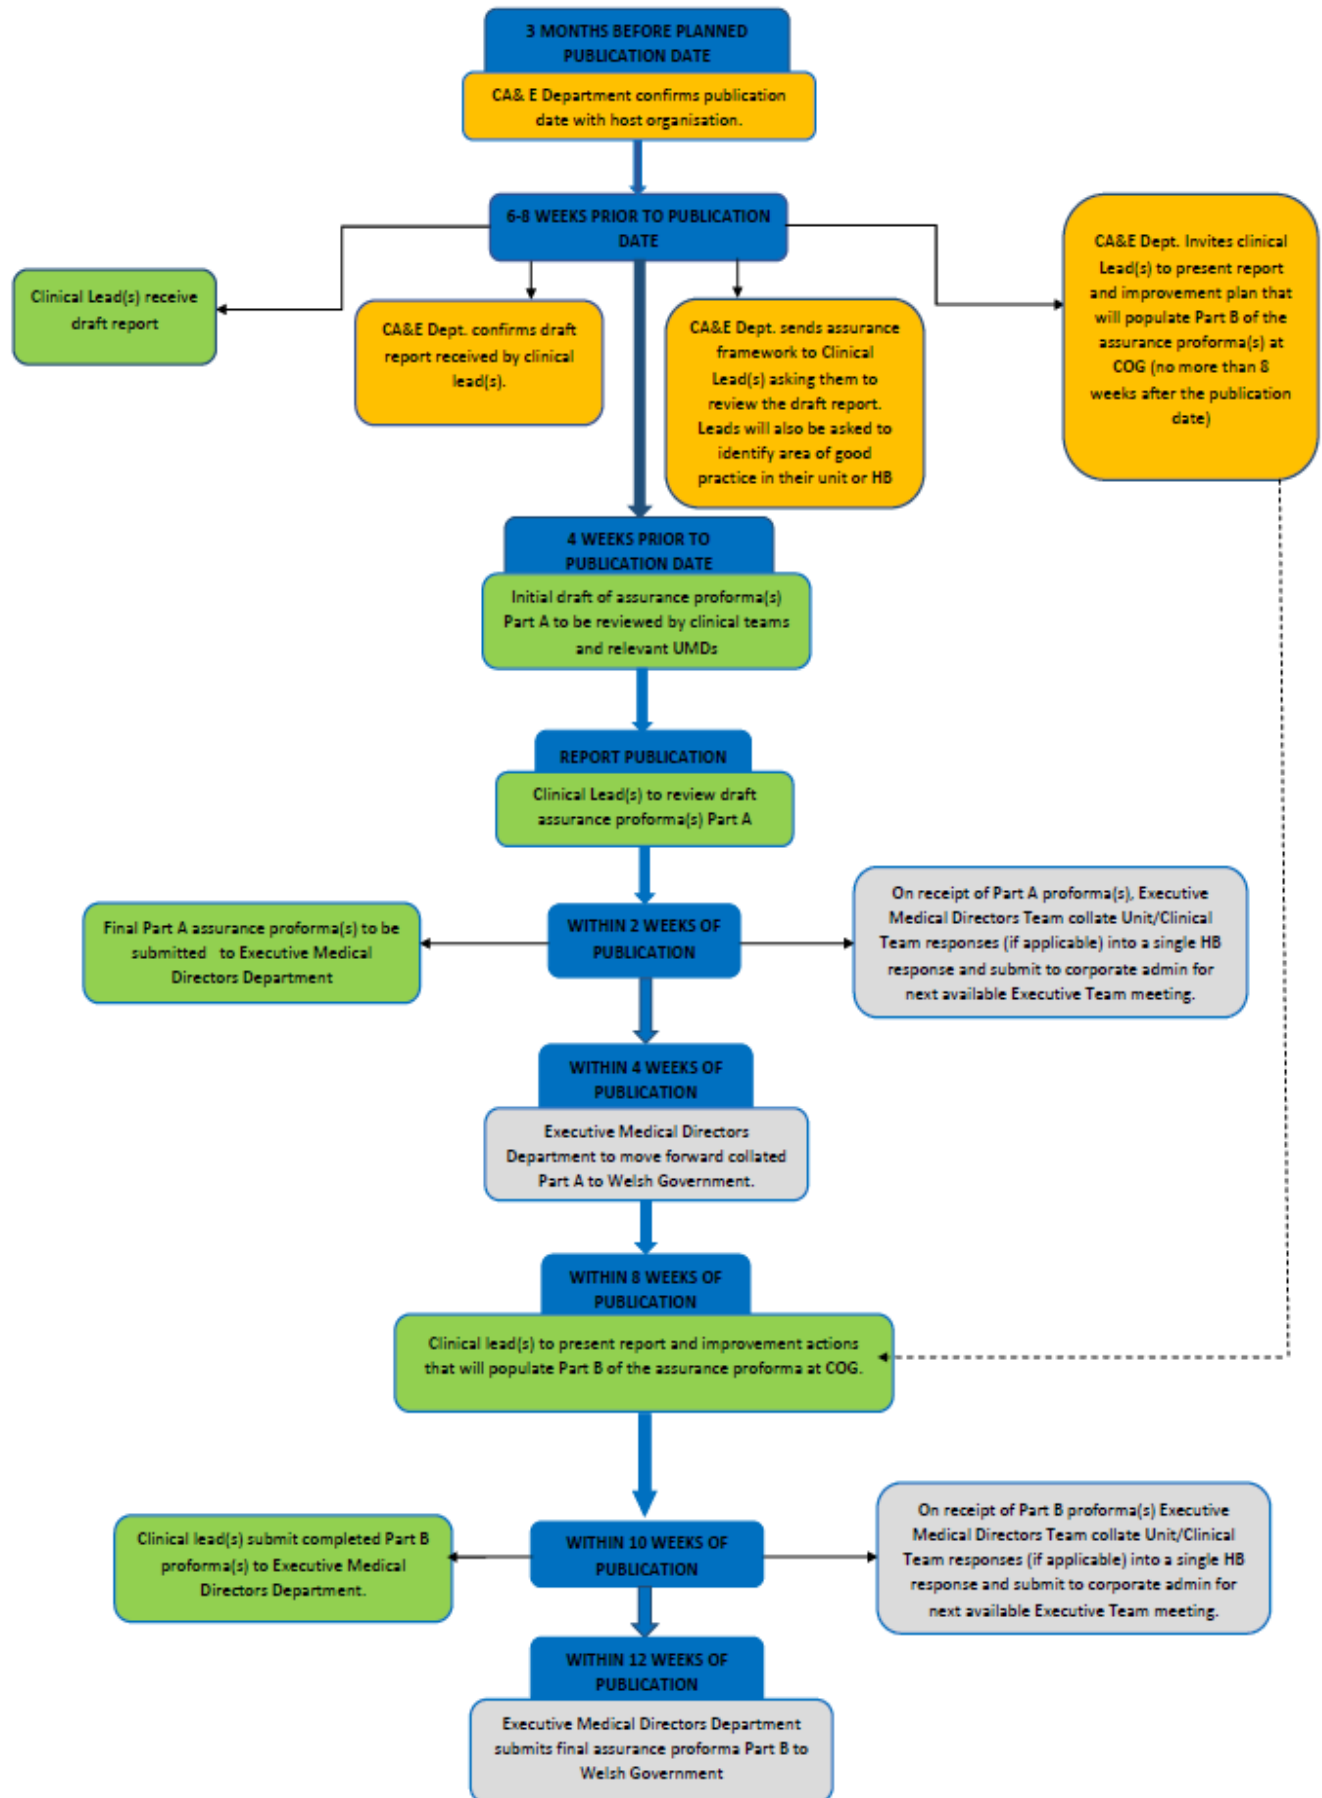 3 MONTHS BEFORE PLANNED
PUBLICATION DATE
CA& E Department confirms publication
date with host organisation.
6-8 WEEKS PRIOR TO PUBLICATION
DATE
Clinical Lead(s) receive
draft report
CA&E Dept. confirms draft
report received by clinical
lead(s).
CA&E Dept. sends assurance
framework to Clinical
Lead(s) asking them to
review the draft report.
Leads will also be asked to
identify area of good
practice in their unit or HB
CA&E Dept. Invites clinical
Lead(s) to present report
and improvement plan that
will populate Part B of the
assurance proforma(s) at
COG (no more than 8
weeks after the publication
date)
4 WEEKS PRIOR TO
PUBLICATION DATE
Initial draft of assurance proforma(s)
Part A to be reviewed by clinical teams
and relevant UMDs
REPORT PUBLICATION
Clinical Lead(s) to review draft
assurance proforma(s) Part A
WITHIN 2 WEEKS OF
PUBLICATION
Final Part A assurance proforma(s) to be
submitted to Executive Medical
Directors Department
On receipt of Part A proforma(s), Executive
Medical Directors Team collate Unit/Clinical
Team responses (if applicable) into a single HB
response and submit to corporate admin for
next available Executive Team meeting.
WITHIN 4 WEEKS OF
PUBLICATION
Executive Medical Directors
Department to move forward collated
Part A to Welsh Government.
WITHIN 8 WEEKS OF
PUBLICATION
Clinical lead(s) to present report and improvement actions
that will populate Part B of the assurance proforma at COG.
WITHIN 10 WEEKS OF
PUBLICATION
Clinical lead(s) submit completed Part B
proforma(s) to Executive Medical
Directors Department.
On receipt of Part B proforma(s) Executive
Medical Directors Team collate Unit/Clinical
Team responses (if applicable) into a single HB
response and submit to corporate admin for
next available Executive Team meeting.
WITHIN 12 WEEKS OF
PUBLICATION
Executive Medical Directors Department
submits final assurance proforma Part B to
Welsh Government